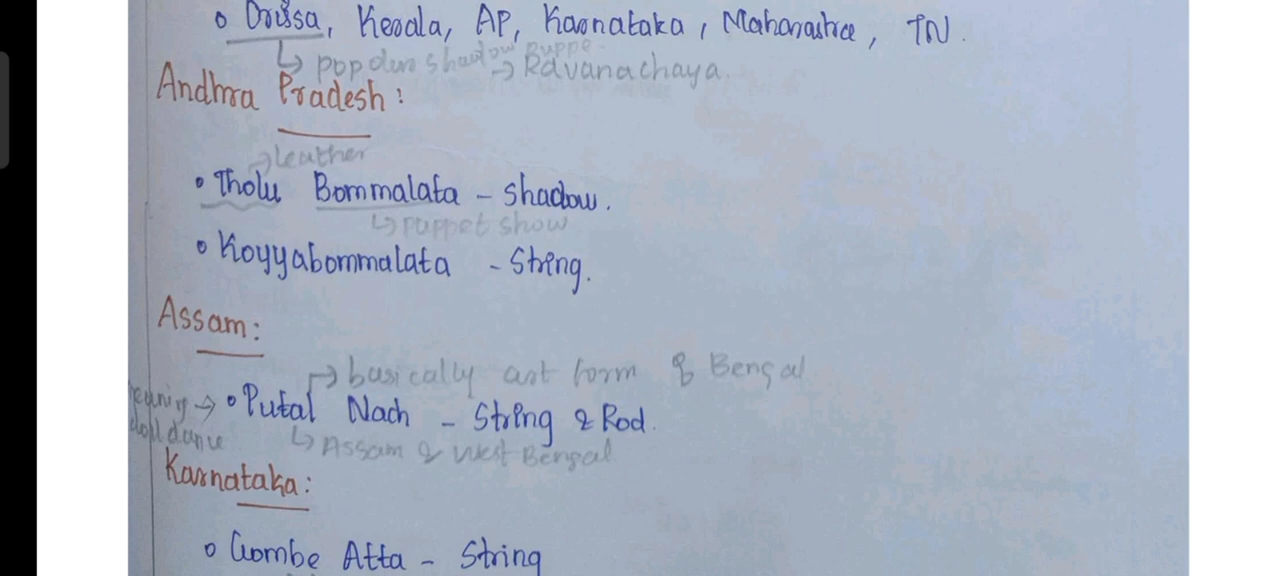 o Orissa, Kerala, AP, Karnataka, Maharashtra, TN.
↳ popular shadow puppe → Ravanachaya.
Andhra Pradesh:
→ leather
• Tholu Bommalata - shadow.
↳ puppet show
• Koyyabommalata - String.
Assam:
→ basically art form of Bengal
meaning → • Putal Nach - String & Rod.
doll dance ↳ Assam & West Bengal
Karnataka:
o Gombe Atta - String